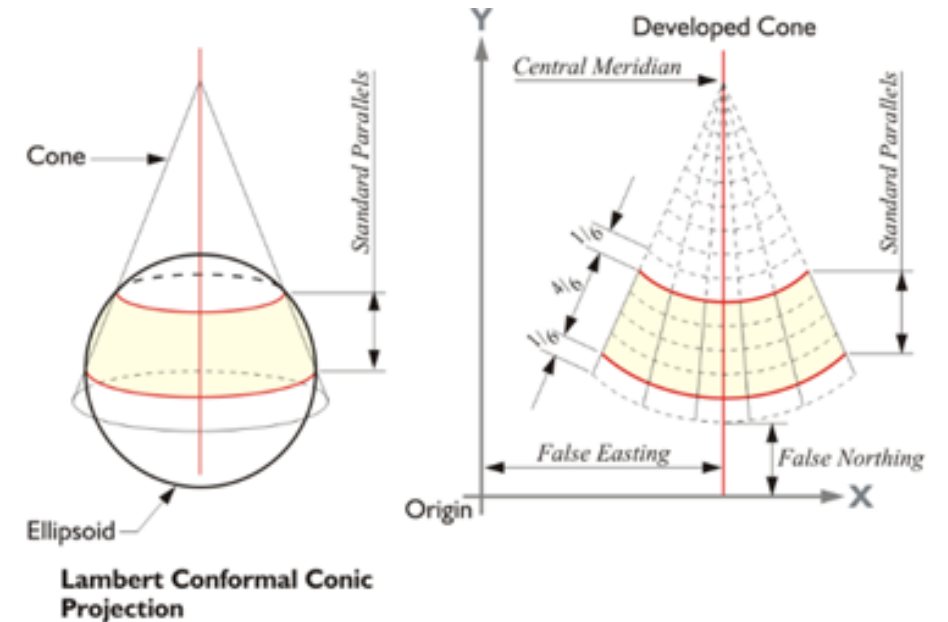 Cone
Standard Parallels
Ellipsoid
Lambert Conformal Conic
Projection
Y
Developed Cone
Central Meridian
Standard Parallels
1/6
4/6
1/6
False Easting
False Northing
Origin
X